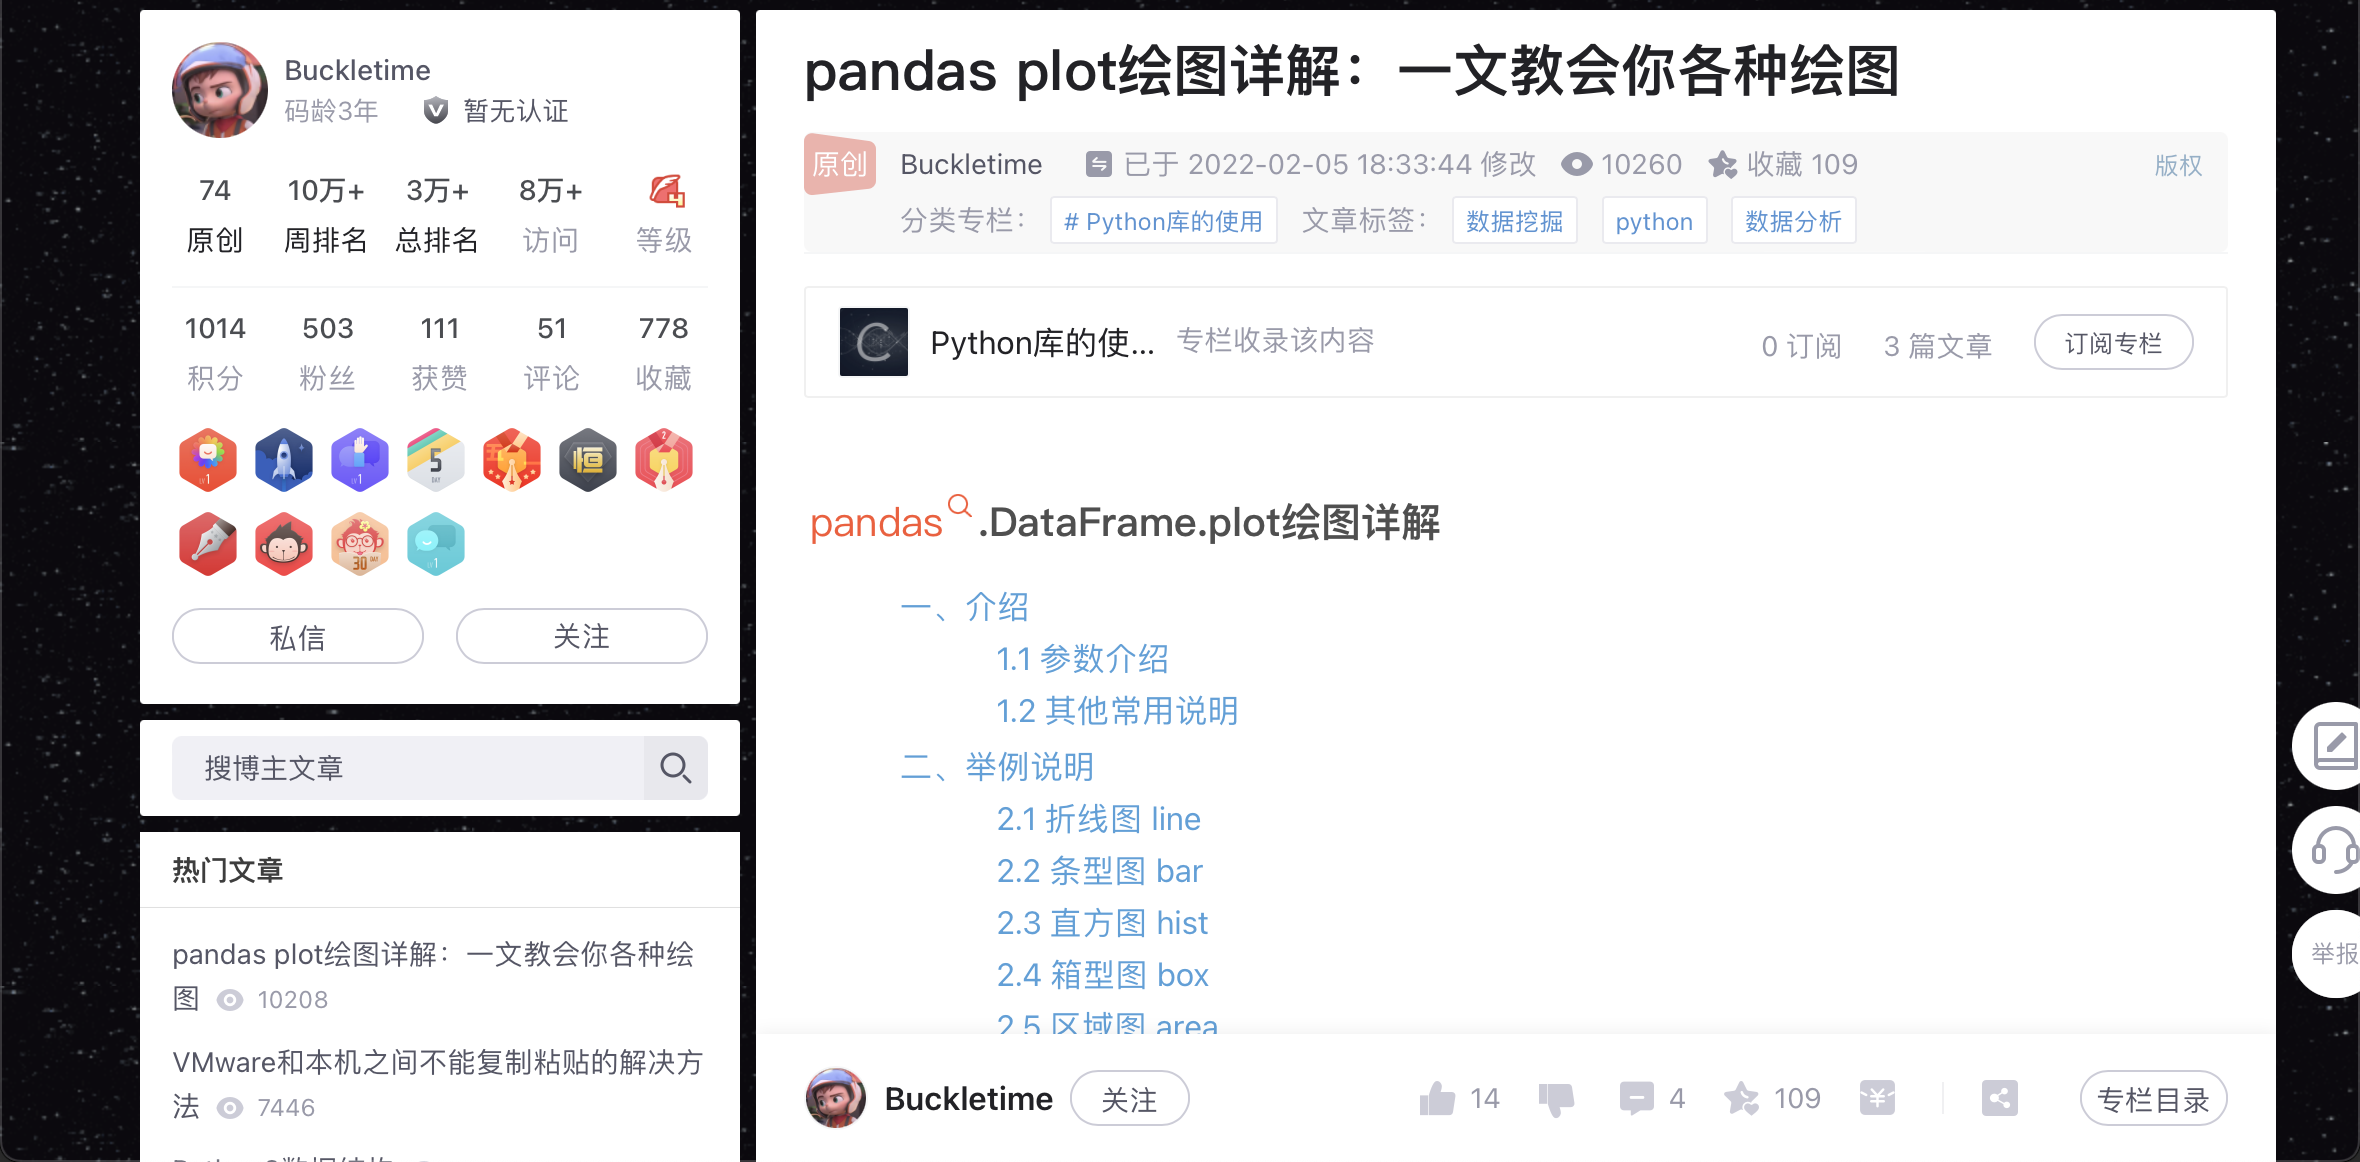 Buckletime
码龄3年 暂无认证
74 10万+ 3万+ 8万+ 4
原创 周排名 总排名 访问 等级
1014 503 111 51 778
积分 粉丝 获赞 评论 收藏
LV1 LV1 5 DAY 五 恒 2
30 DAY LV1
私信 关注
搜博主文章
热门文章
pandas plot绘图详解：一文教会你各种绘
图 10208
VMware和本机之间不能复制粘贴的解决方
法 7446
pandas plot绘图详解：一文教会你各种绘图
原创 Buckletime 已于 2022-02-05 18:33:44 修改 10260 收藏 109 版权
分类专栏： # Python库的使用 文章标签： 数据挖掘 python 数据分析
Python库的使... 专栏收录该内容 0 订阅 3 篇文章 订阅专栏
pandas .DataFrame.plot绘图详解
一、介绍
1.1 参数介绍
1.2 其他常用说明
二、举例说明
2.1 折线图 line
2.2 条型图 bar
2.3 直方图 hist
2.4 箱型图 box
2.5 区域图 area
Buckletime 关注 14 4 109 专栏目录
举报